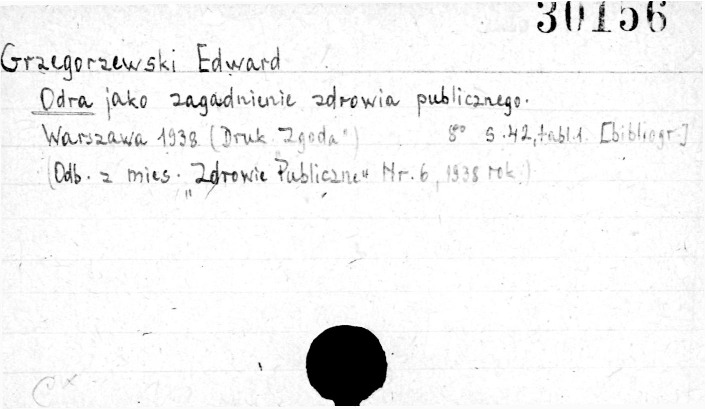 30156
Grzegorzewski Edward
Odra jako zagadnienie zdrowia publicznego.
Warszawa 1938 (Druk "Zgoda") 8° s. 42, tabl. 1. [bibliogr.]
(Odb. z mies. „Zdrowie Publiczne" Nr. 6, 1938 rok.)
C x